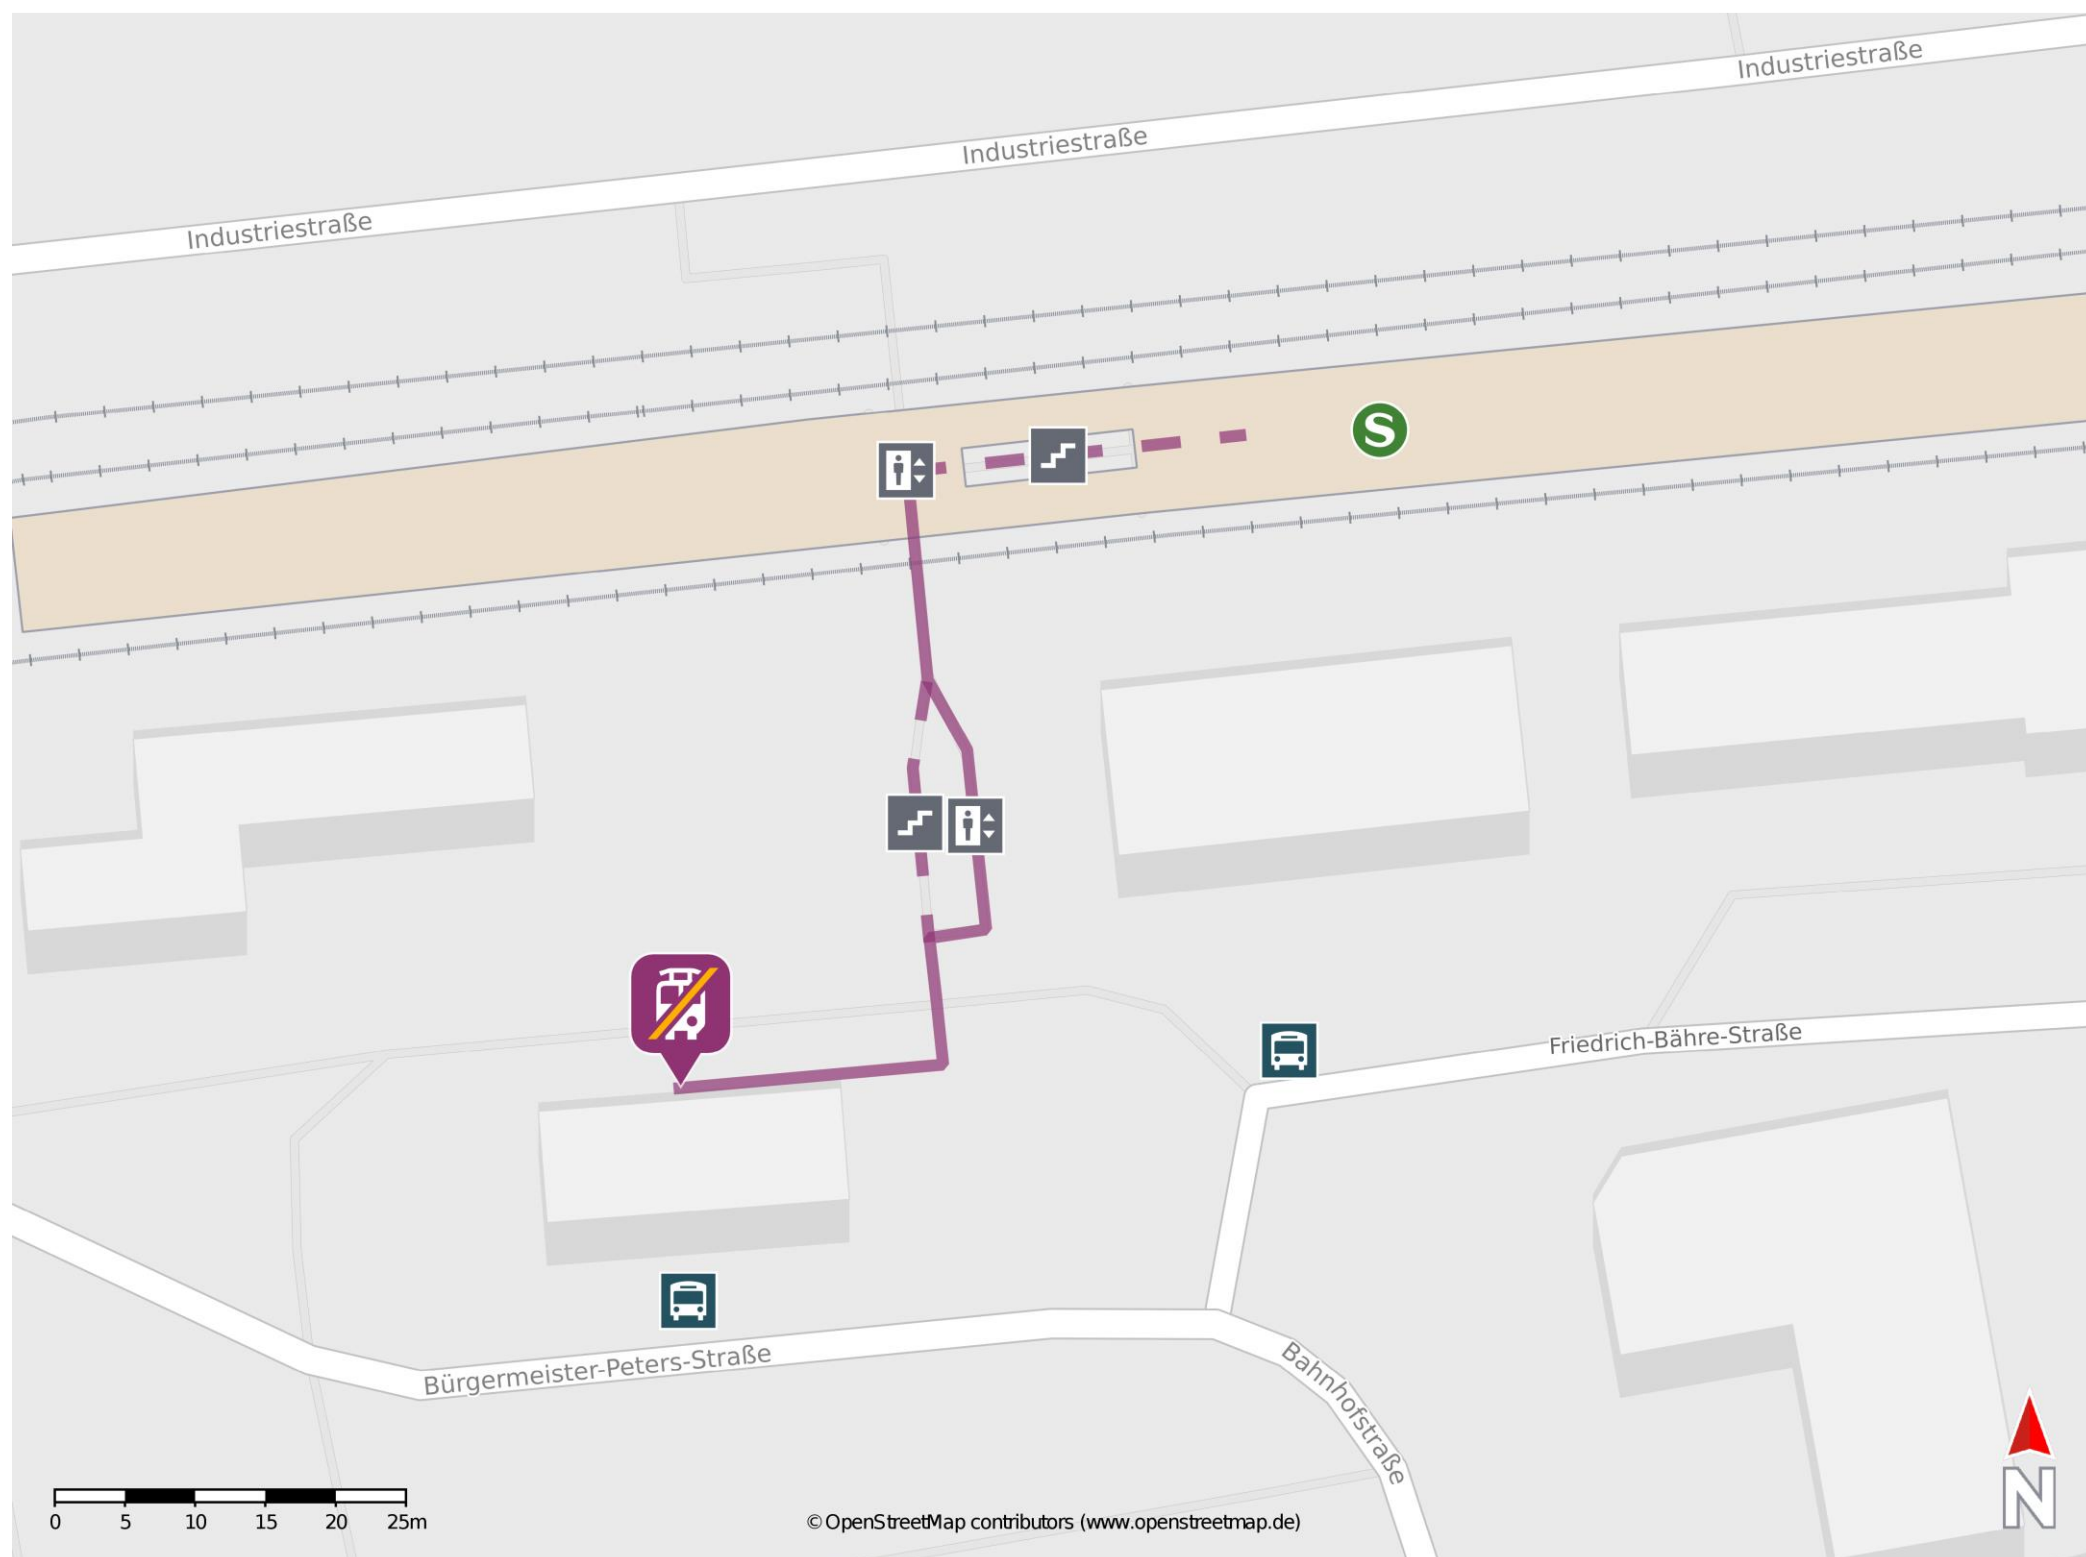 Industriestraße
Industriestraße
Industriestraße
S
Friedrich-Bähre-Straße
Bürgermeister-Peters-Straße
Bahnhofstraße
0 5 10 15 20 25m
© OpenStreetMap contributors (www.openstreetmap.de)
N